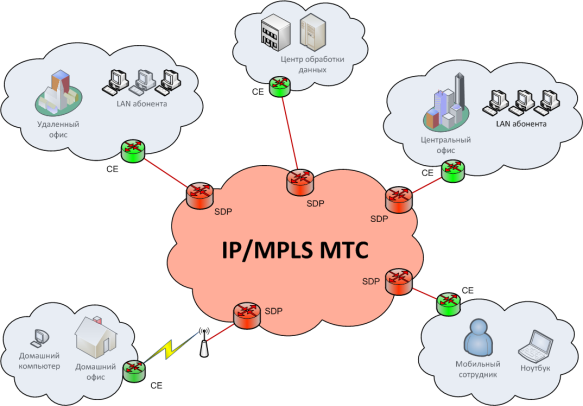 Центр обработки
данных
CE
LAN абонента
Удаленный
офис
CE
LAN абонента
Центральный
офис
CE
SDP
SDP
SDP
IP/MPLS МТС
SDP
CE
SDP
Домашний
компьютер
Домашний
офис
CE
Мобильный
сотрудник
Ноутбук